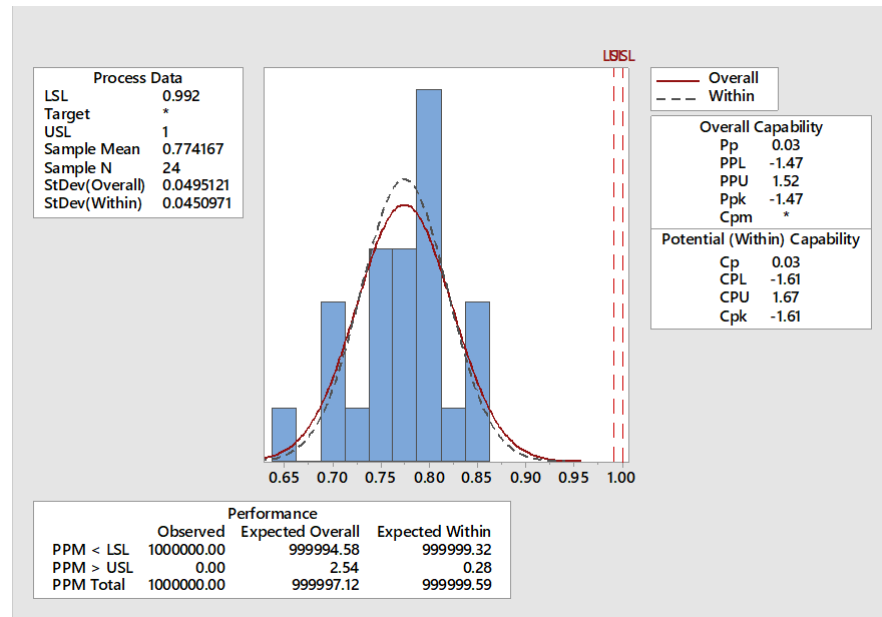 LSL USL
Process Data
LSL 0.992
Target *
USL 1
Sample Mean 0.774167
Sample N 24
StDev(Overall) 0.0495121
StDev(Within) 0.0450971
Overall
Within
Overall Capability
Pp 0.03
PPL -1.47
PPU 1.52
Ppk -1.47
Cpm *
Potential (Within) Capability
Cp 0.03
CPL -1.61
CPU 1.67
Cpk -1.61
0.65 0.70 0.75 0.80 0.85 0.90 0.95 1.00
Performance
Observed Expected Overall Expected Within
PPM < LSL 1000000.00 999994.58 999999.32
PPM > USL 0.00 2.54 0.28
PPM Total 1000000.00 999997.12 999999.59